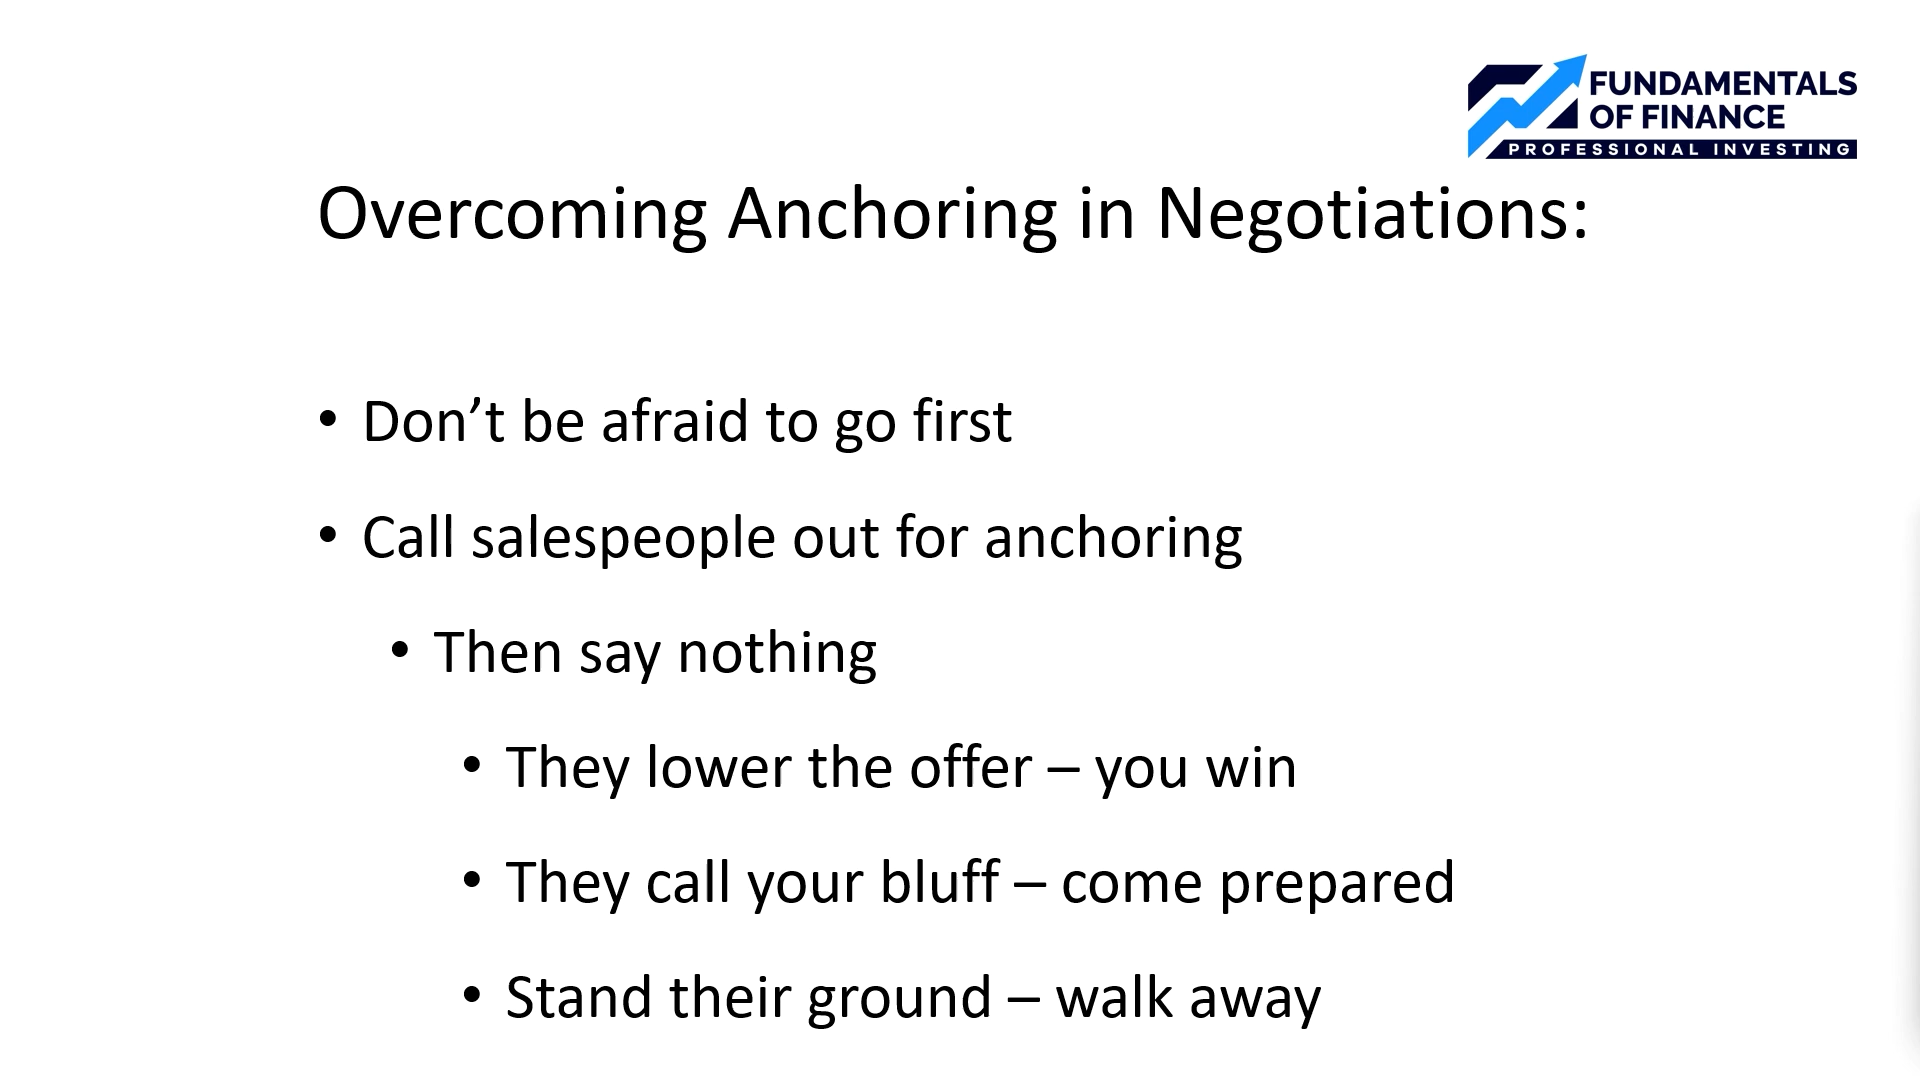 FUNDAMENTALS
OF FINANCE
PROFESSIONAL INVESTING
Overcoming Anchoring in Negotiations:
• Don’t be afraid to go first
• Call salespeople out for anchoring
• Then say nothing
• They lower the offer – you win
• They call your bluff – come prepared
• Stand their ground – walk away